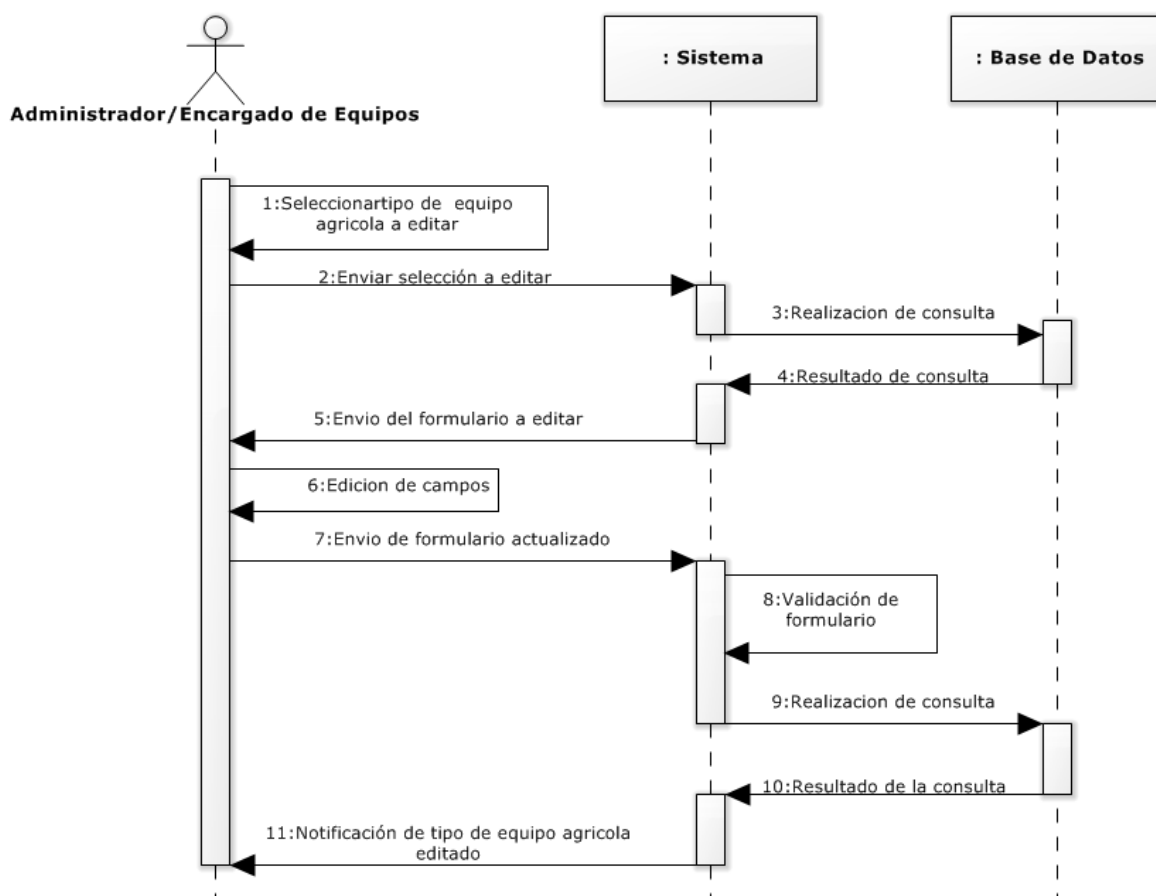 : Sistema
: Base de Datos
Administrador/Encargado de Equipos
1:Seleccionartipo de equipo
agricola a editar
2:Enviar selección a editar
3:Realizacion de consulta
4:Resultado de consulta
5:Envio del formulario a editar
6:Edicion de campos
7:Envio de formulario actualizado
8:Validación de
formulario
9:Realizacion de consulta
10:Resultado de la consulta
11:Notificación de tipo de equipo agricola
editado